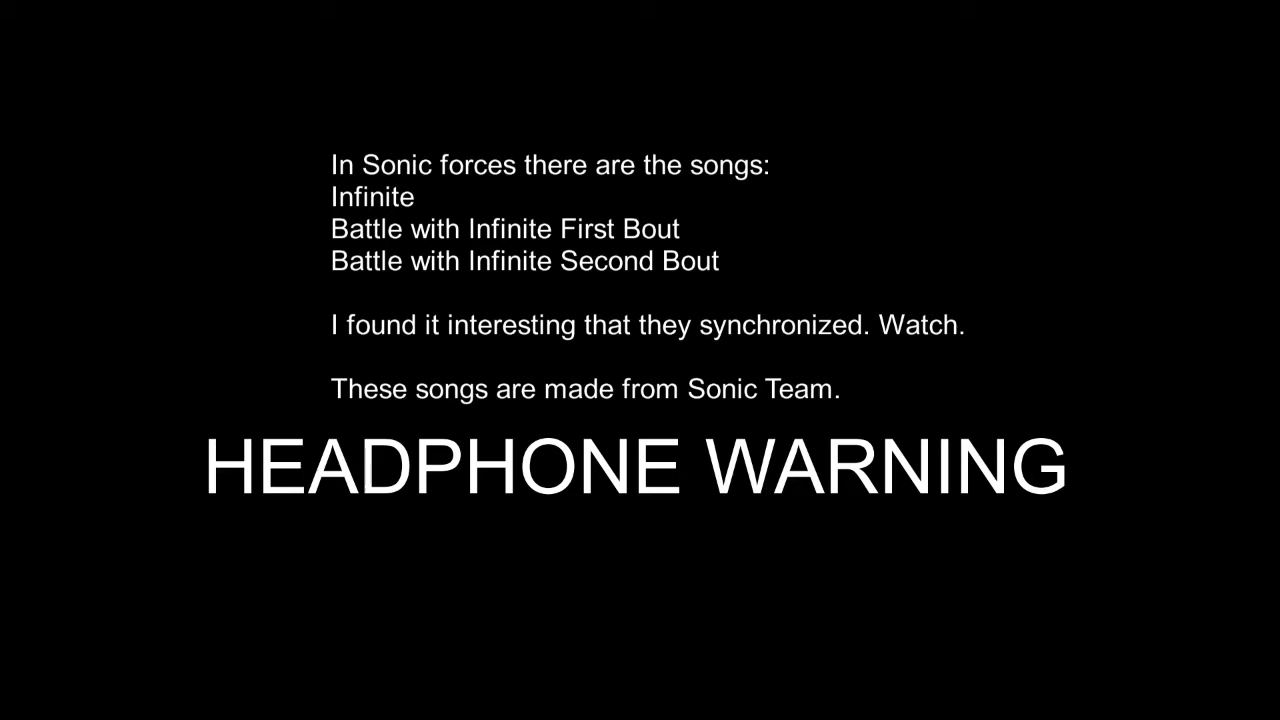 In Sonic forces there are the songs:
Infinite
Battle with Infinite First Bout
Battle with Infinite Second Bout
I found it interesting that they synchronized. Watch.
These songs are made from Sonic Team.
HEADPHONE WARNING